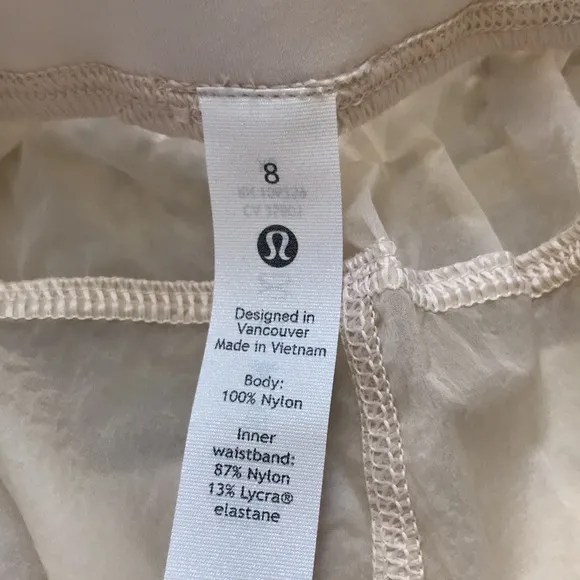 8
Designed in
Vancouver
Made in Vietnam
Body:
100% Nylon
Inner
waistband:
87% Nylon
13% Lycra®
elastane